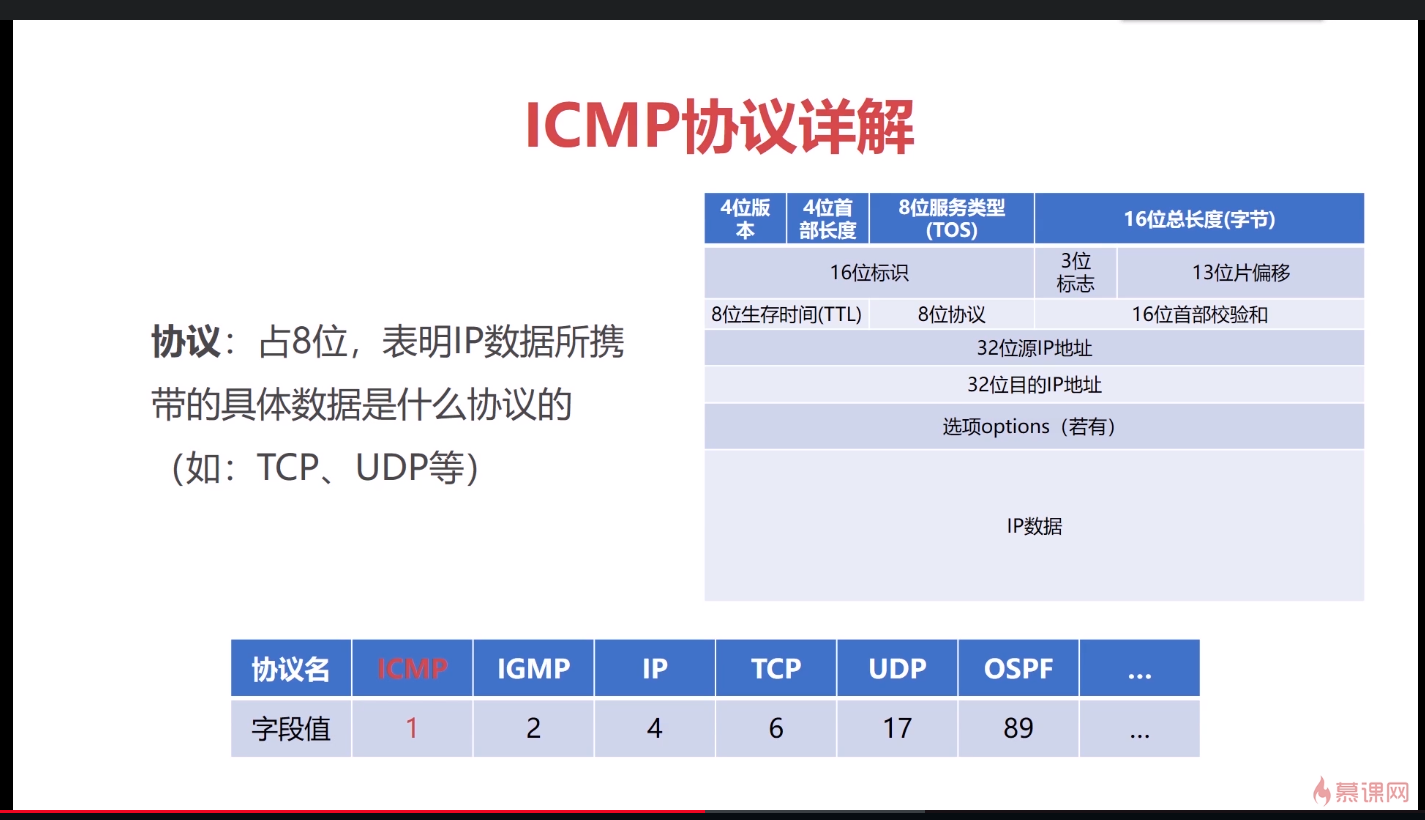 ICMP协议详解
4位版
本
4位首
部长度
8位服务类型
(TOS)
16位总长度(字节)
16位标识
3位
标志
13位片偏移
8位生存时间(TTL)
8位协议
16位首部校验和
32位源IP地址
32位目的IP地址
选项options（若有）
IP数据
协议：占8位，表明IP数据所携
带的具体数据是什么协议的
（如：TCP、UDP等）
协议名 ICMP IGMP IP TCP UDP OSPF ...
字段值 1 2 4 6 17 89 ...
慕课网